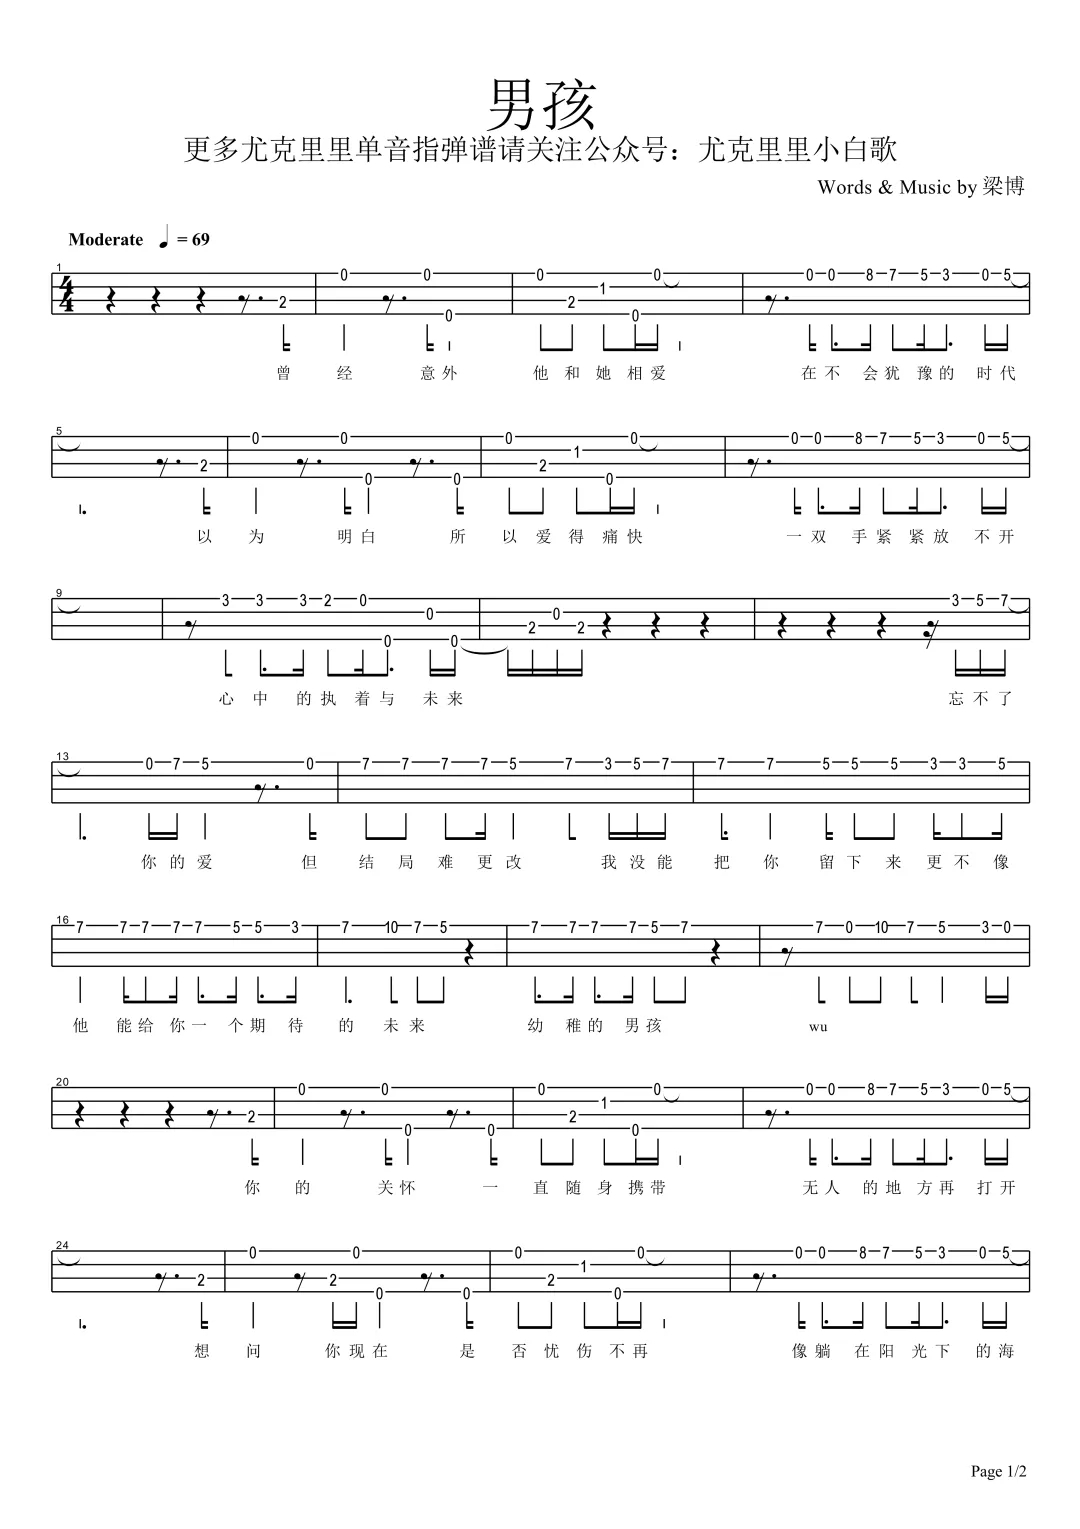 男孩
更多尤克里里单音指弹谱请关注公众号：尤克里里小白歌
Words & Music by 梁博
Moderate ♩ = 69
1
4
4
0 0 0 0 0 0 8 7 5 3 0 5
1
2 2
0 0
曾 经 意 外 他 和 她 相 爱 在 不 会 犹 豫 的 时 代
5
0 0 0 0 0 0 8 7 5 3 0 5
1
2 2
0 0 0
以 为 明 白 所 以 爱 得 痛 快 一 双 手 紧 紧 放 不 开
9
3 3 3 2 0 3 5 7
0 0
2 2
0 0
心 中 的 执 着 与 未 来 忘 不 了
13
0 7 5 0 7 7 7 7 5 7 3 5 7 7 7 5 5 5 3 3 5
你 的 爱 但 结 局 难 更 改 我 没 能 把 你 留 下 来 更 不 像
16
7 7 7 7 7 5 5 3 7 10 7 5 7 7 7 7 5 7 7 0 10 7 5 3 0
他 能 给 你 一 个 期 待 的 未 来 幼 稚 的 男 孩 wu
20
0 0 0 0 0 0 8 7 5 3 0 5
1
2 2
0 0 0
你 的 关 怀 一 直 随 身 携 带 无 人 的 地 方 再 打 开
24
0 0 0 0 0 0 8 7 5 3 0 5
1
2 2 2
0 0 0
想 问 你 现 在 是 否 忧 伤 不 再 像 躺 在 阳 光 下 的 海
Page 1/2